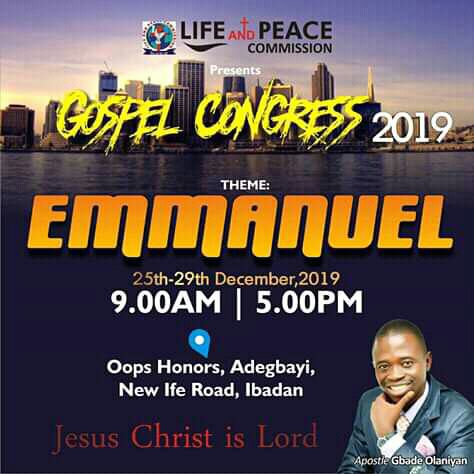 LIFE AND PEACE
COMMISSION
Presents
GOSPEL CONGRESS 2019
THEME:
EMMANUEL
25th-29th December,2019
9.00AM | 5.00PM
Oops Honors, Adegbayi,
New Ife Road, Ibadan
Jesus Christ is Lord
Apostle Gbade Olaniyan